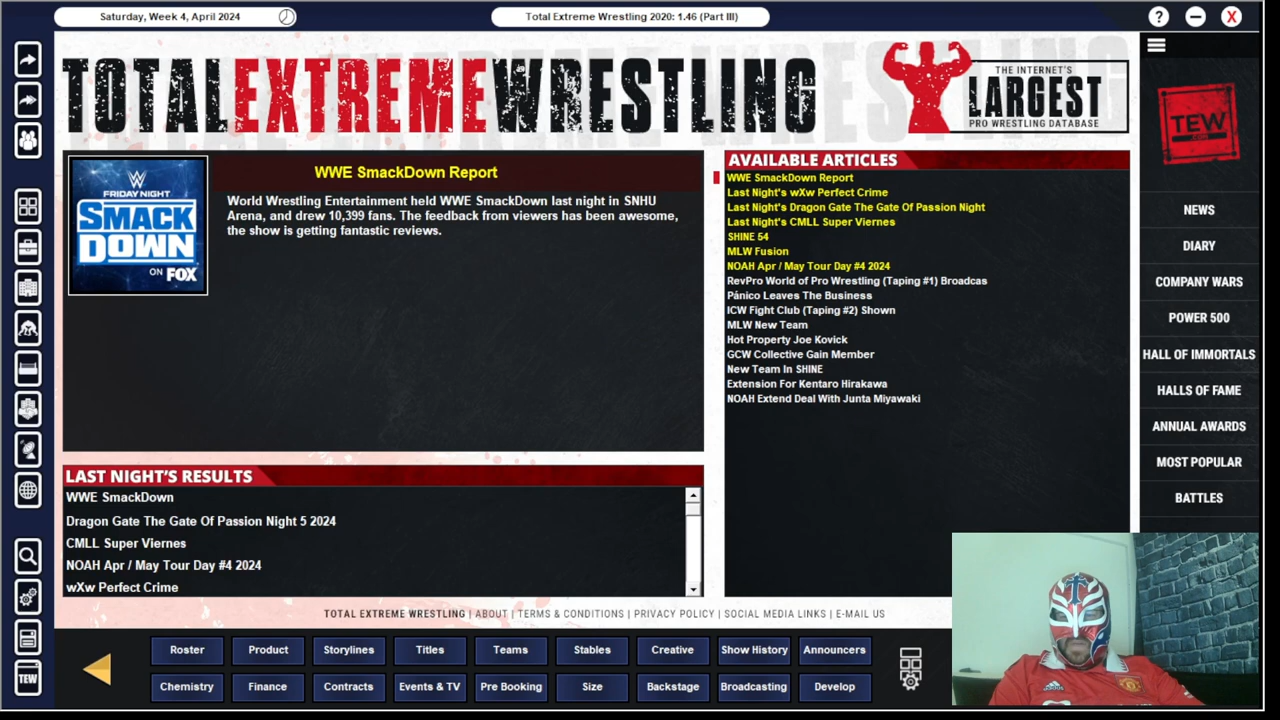 Saturday, Week 4, April 2024
Total Extreme Wrestling 2020: 1.46 (Part III)
? X
TOTALEXTREMEWRESTLING
THE INTERNET'S
LARGEST
PRO WRESTLING DATABASE
TEW
.COM
W
FRIDAY NIGHT
SMACK
DOWN
ON FOX
WWE SmackDown Report
World Wrestling Entertainment held WWE SmackDown last night in SNHU
Arena, and drew 10,399 fans. The feedback from viewers has been awesome,
the show is getting fantastic reviews.
AVAILABLE ARTICLES
WWE SmackDown Report
Last Night's wXw Perfect Crime
Last Night's Dragon Gate The Gate Of Passion Night
Last Night's CMLL Super Viernes
SHINE 54
MLW Fusion
NOAH Apr / May Tour Day #4 2024
RevPro World of Pro Wrestling (Taping #1) Broadcas
Pánico Leaves The Business
ICW Fight Club (Taping #2) Shown
MLW New Team
Hot Property Joe Kovick
GCW Collective Gain Member
New Team In SHINE
Extension For Kentaro Hirakawa
NOAH Extend Deal With Junta Miyawaki
NEWS
DIARY
COMPANY WARS
POWER 500
HALL OF IMMORTALS
HALLS OF FAME
ANNUAL AWARDS
MOST POPULAR
BATTLES
LAST NIGHT'S RESULTS
WWE SmackDown
Dragon Gate The Gate Of Passion Night 5 2024
CMLL Super Viernes
NOAH Apr / May Tour Day #4 2024
wXw Perfect Crime
TOTAL EXTREME WRESTLING | ABOUT | TERMS & CONDITIONS | PRIVACY POLICY | SOCIAL MEDIA LINKS | E-MAIL US
TEW
Roster Product Storylines Titles Teams Stables Creative Show History Announcers
Chemistry Finance Contracts Events & TV Pre Booking Size Backstage Broadcasting Develop
adidas